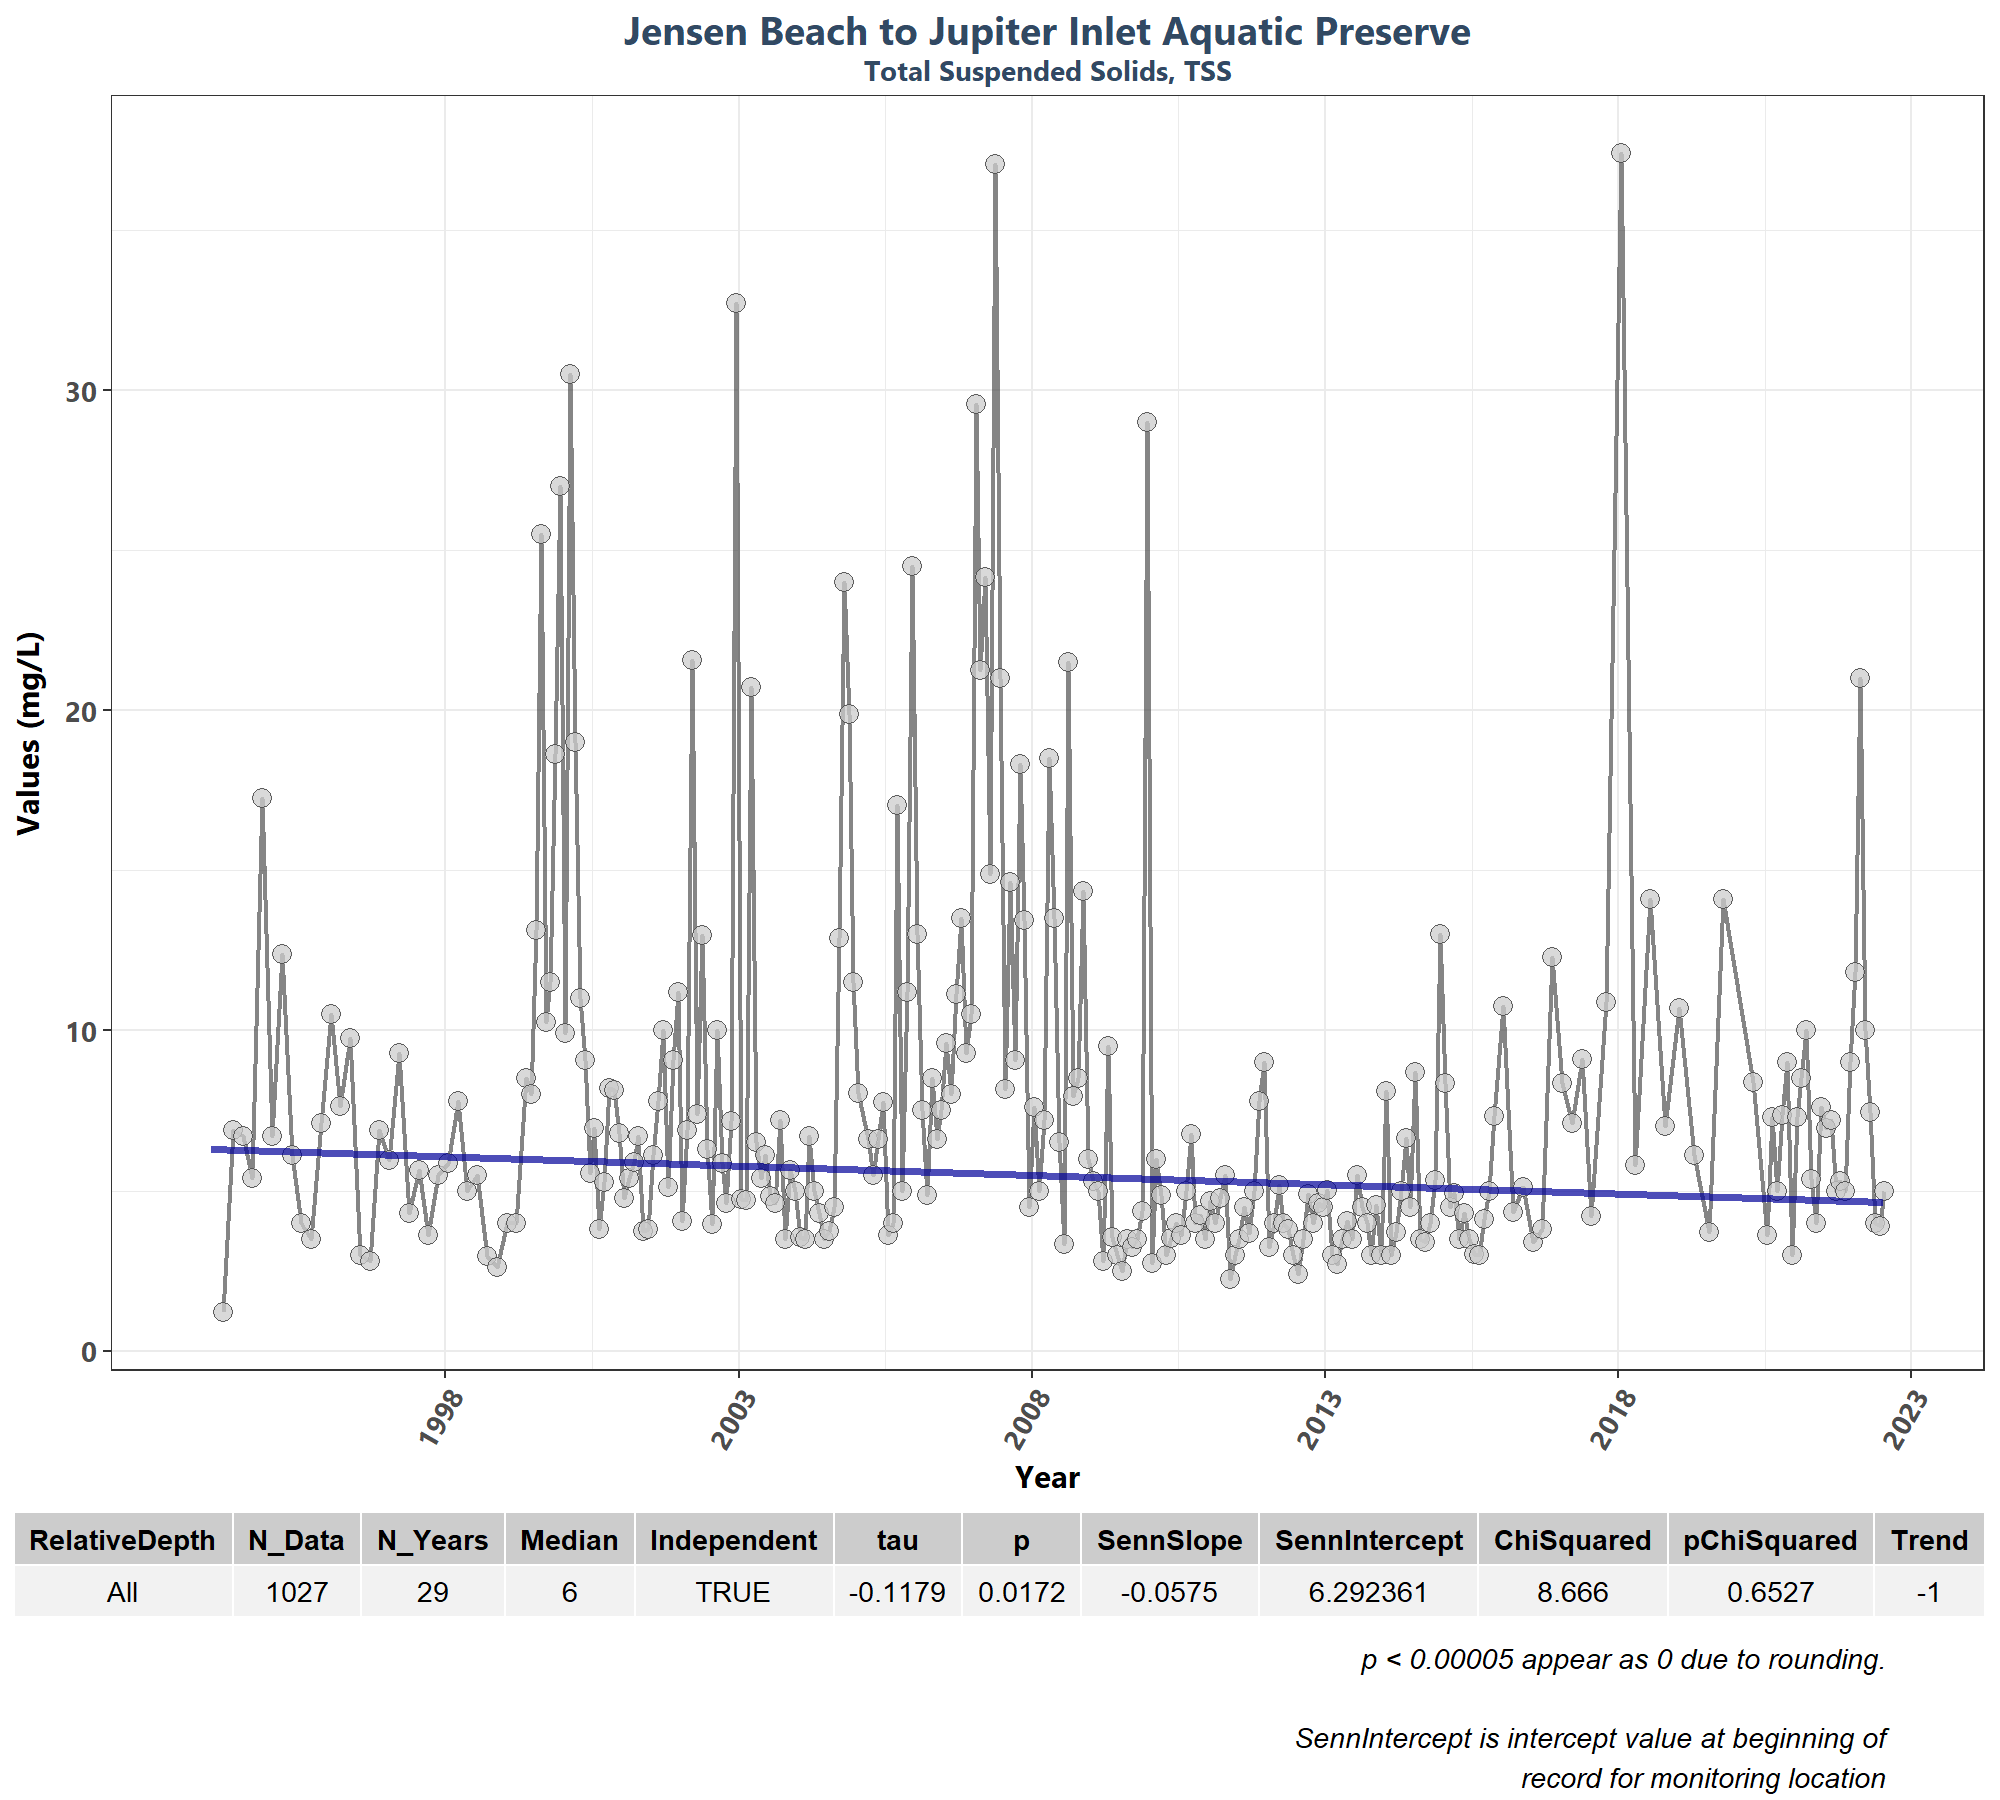 Jensen Beach to Jupiter Inlet Aquatic Preserve
Total Suspended Solids, TSS
Values (mg/L)
30
20
10
0
1998
2003
2008
2013
2018
2023
Year
RelativeDepth N_Data N_Years Median Independent tau p SennSlope SennIntercept ChiSquared pChiSquared Trend
All 1027 29 6 TRUE -0.1179 0.0172 -0.0575 6.292361 8.666 0.6527 -1
p < 0.00005 appear as 0 due to rounding.
SennIntercept is intercept value at beginning of
record for monitoring location